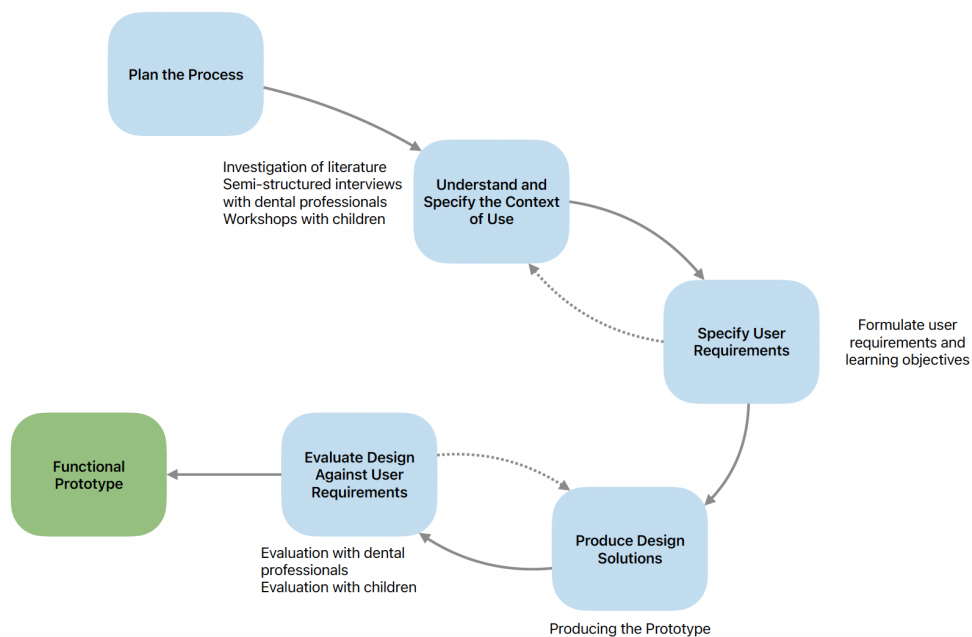 Plan the Process
Investigation of literature
Semi-structured interviews
with dental professionals
Workshops with children
Understand and
Specify the Context
of Use
Specify User
Requirements
Formulate user
requirements and
learning objectives
Functional
Prototype
Evaluate Design
Against User
Requirements
Evaluation with dental
professionals
Evaluation with children
Produce Design
Solutions
Producing the Prototype